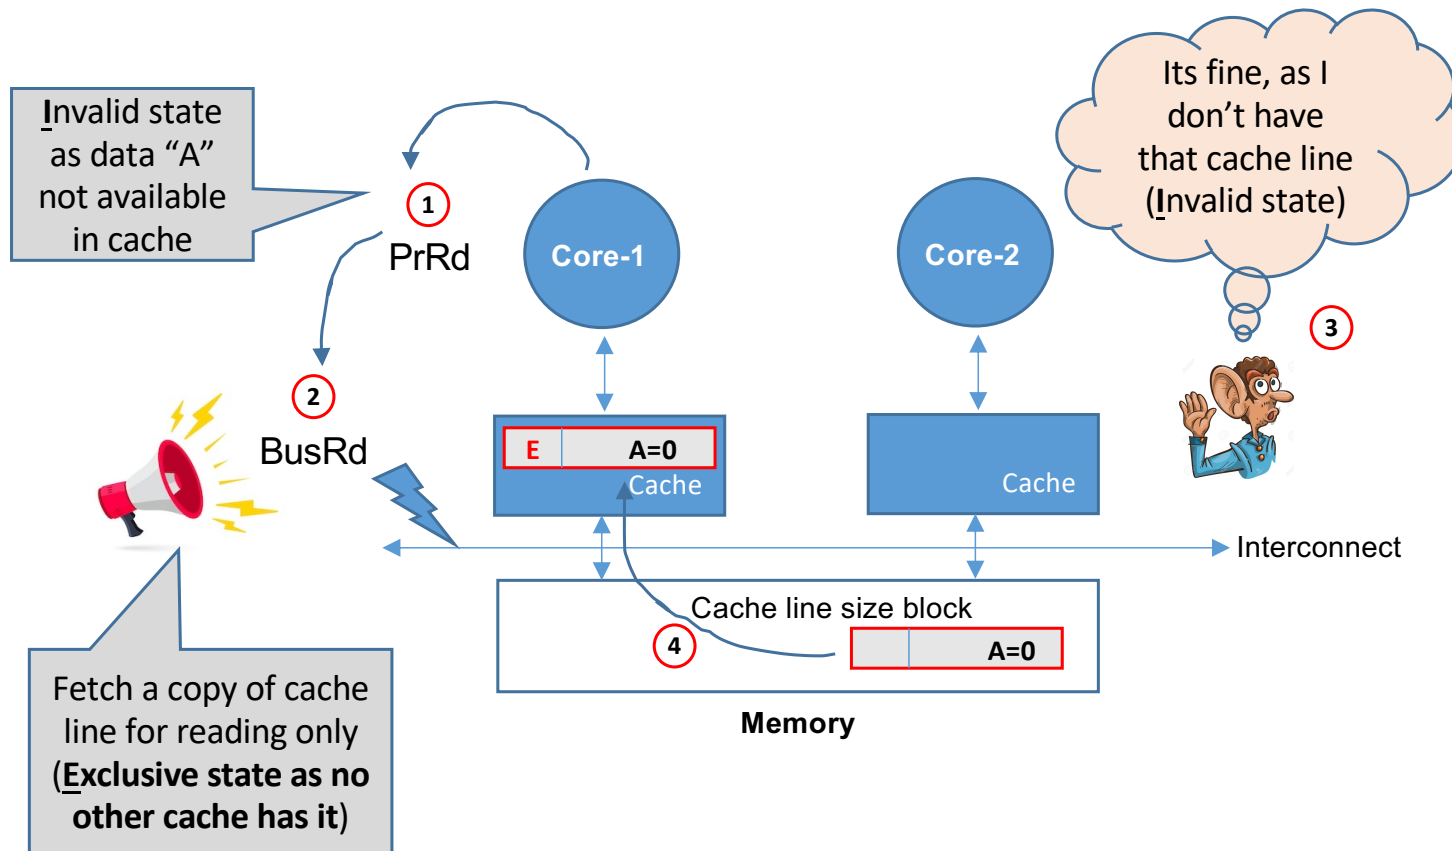 Invalid state
as data “A”
not available
in cache
1
PrRd
2
BusRd
Fetch a copy of cache
line for reading only
(Exclusive state as no
other cache has it)
Core-1
E A=0
Cache
Core-2
Cache
Its fine, as I
don’t have
that cache line
(Invalid state)
3
Interconnect
Cache line size block
4
A=0
Memory